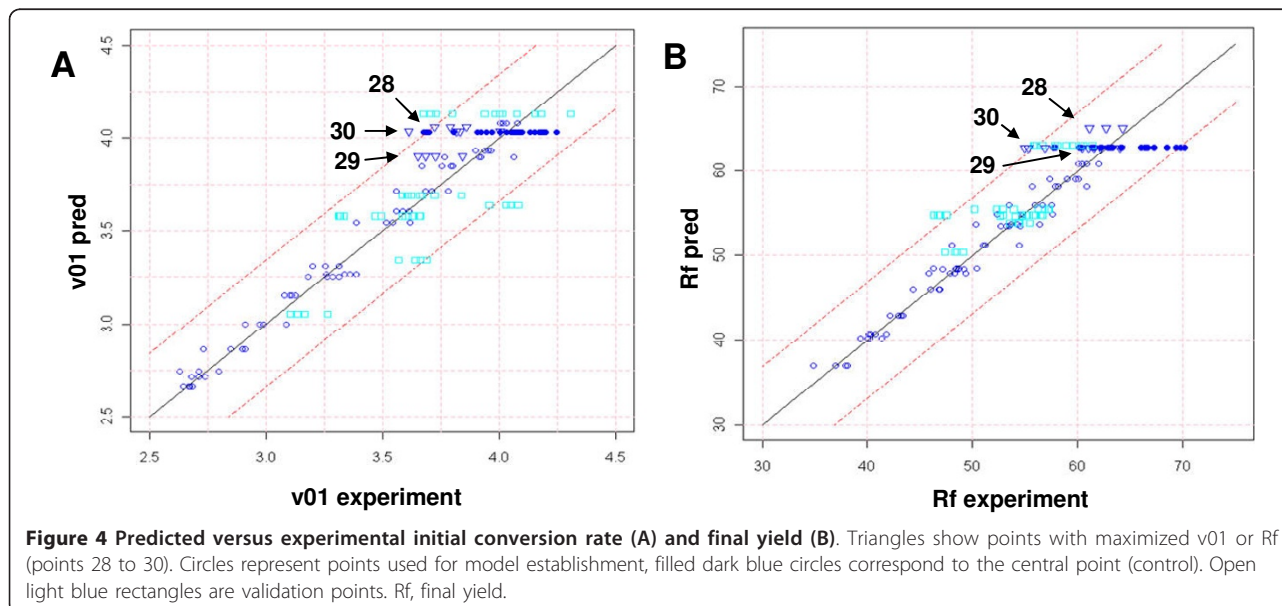 A
4.5
4.0
3.5
3.0
2.5
v01 pred
28
30
29
2.5 3.0 3.5 4.0 4.5
v01 experiment
B
70
60
50
40
30
Rf pred
28
30
29
30 40 50 60 70
Rf experiment
Figure 4 Predicted versus experimental initial conversion rate (A) and final yield (B). Triangles show points with maximized v01 or Rf
(points 28 to 30). Circles represent points used for model establishment, filled dark blue circles correspond to the central point (control). Open
light blue rectangles are validation points. Rf, final yield.